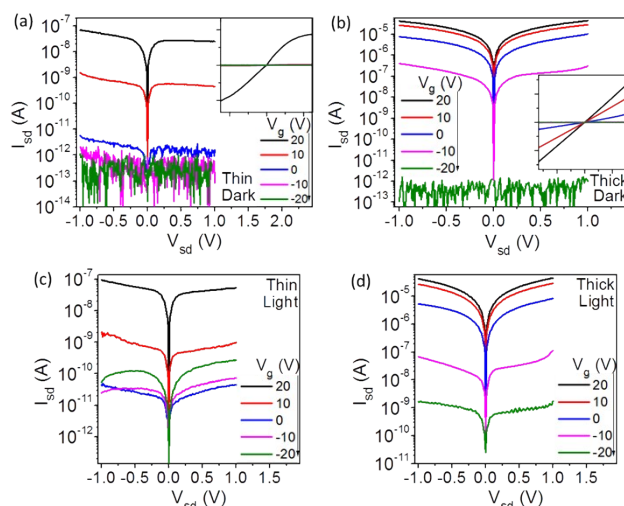 (a)
10⁻⁷
10⁻⁸
10⁻⁹
10⁻¹⁰
10⁻¹¹
10⁻¹²
10⁻¹³
10⁻¹⁴
I_sd (A)
V_g (V)
20
10
0
-10
-20
Thin
Dark
-1.0 -0.5 0.0 0.5 1.0 1.5 2.0
V_sd (V)
(b)
10⁻⁵
10⁻⁶
10⁻⁷
10⁻⁸
10⁻⁹
10⁻¹⁰
10⁻¹¹
10⁻¹²
10⁻¹³
I_sd (A)
V_g (V)
20
10
0
-10
-20
Thick
Dark
-1.0 -0.5 0.0 0.5 1.0
V_sd (V)
(c)
10⁻⁷
10⁻⁸
10⁻⁹
10⁻¹⁰
10⁻¹¹
10⁻¹²
I_sd (A)
Thin
Light
V_g (V)
20
10
0
-10
-20
-1.0 -0.5 0.0 0.5 1.0 1.5
V_sd (V)
(d)
10⁻⁵
10⁻⁶
10⁻⁷
10⁻⁸
10⁻⁹
10⁻¹⁰
10⁻¹¹
I_sd (A)
Thick
Light
V_g (V)
20
10
0
-10
-20
-1.0 -0.5 0.0 0.5 1.0 1.5
V_sd (V)